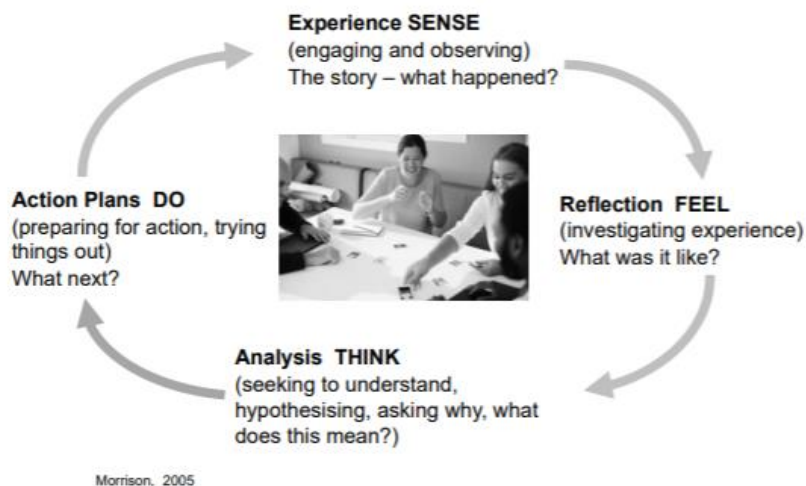 Experience SENSE
(engaging and observing)
The story – what happened?
Reflection FEEL
(investigating experience)
What was it like?
Analysis THINK
(seeking to understand,
hypothesising, asking why, what
does this mean?)
Action Plans DO
(preparing for action, trying
things out)
What next?
Morrison, 2005